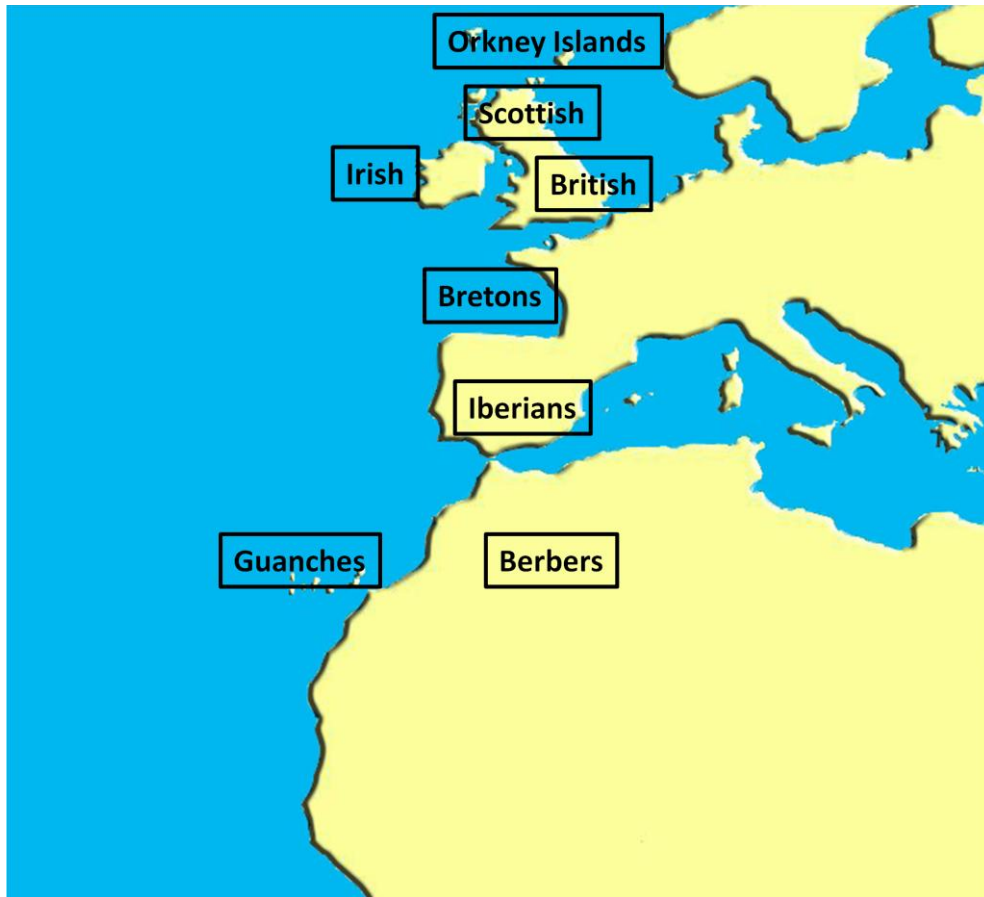 Orkney Islands
Scottish
Irish
British
Bretons
Iberians
Guanches
Berbers